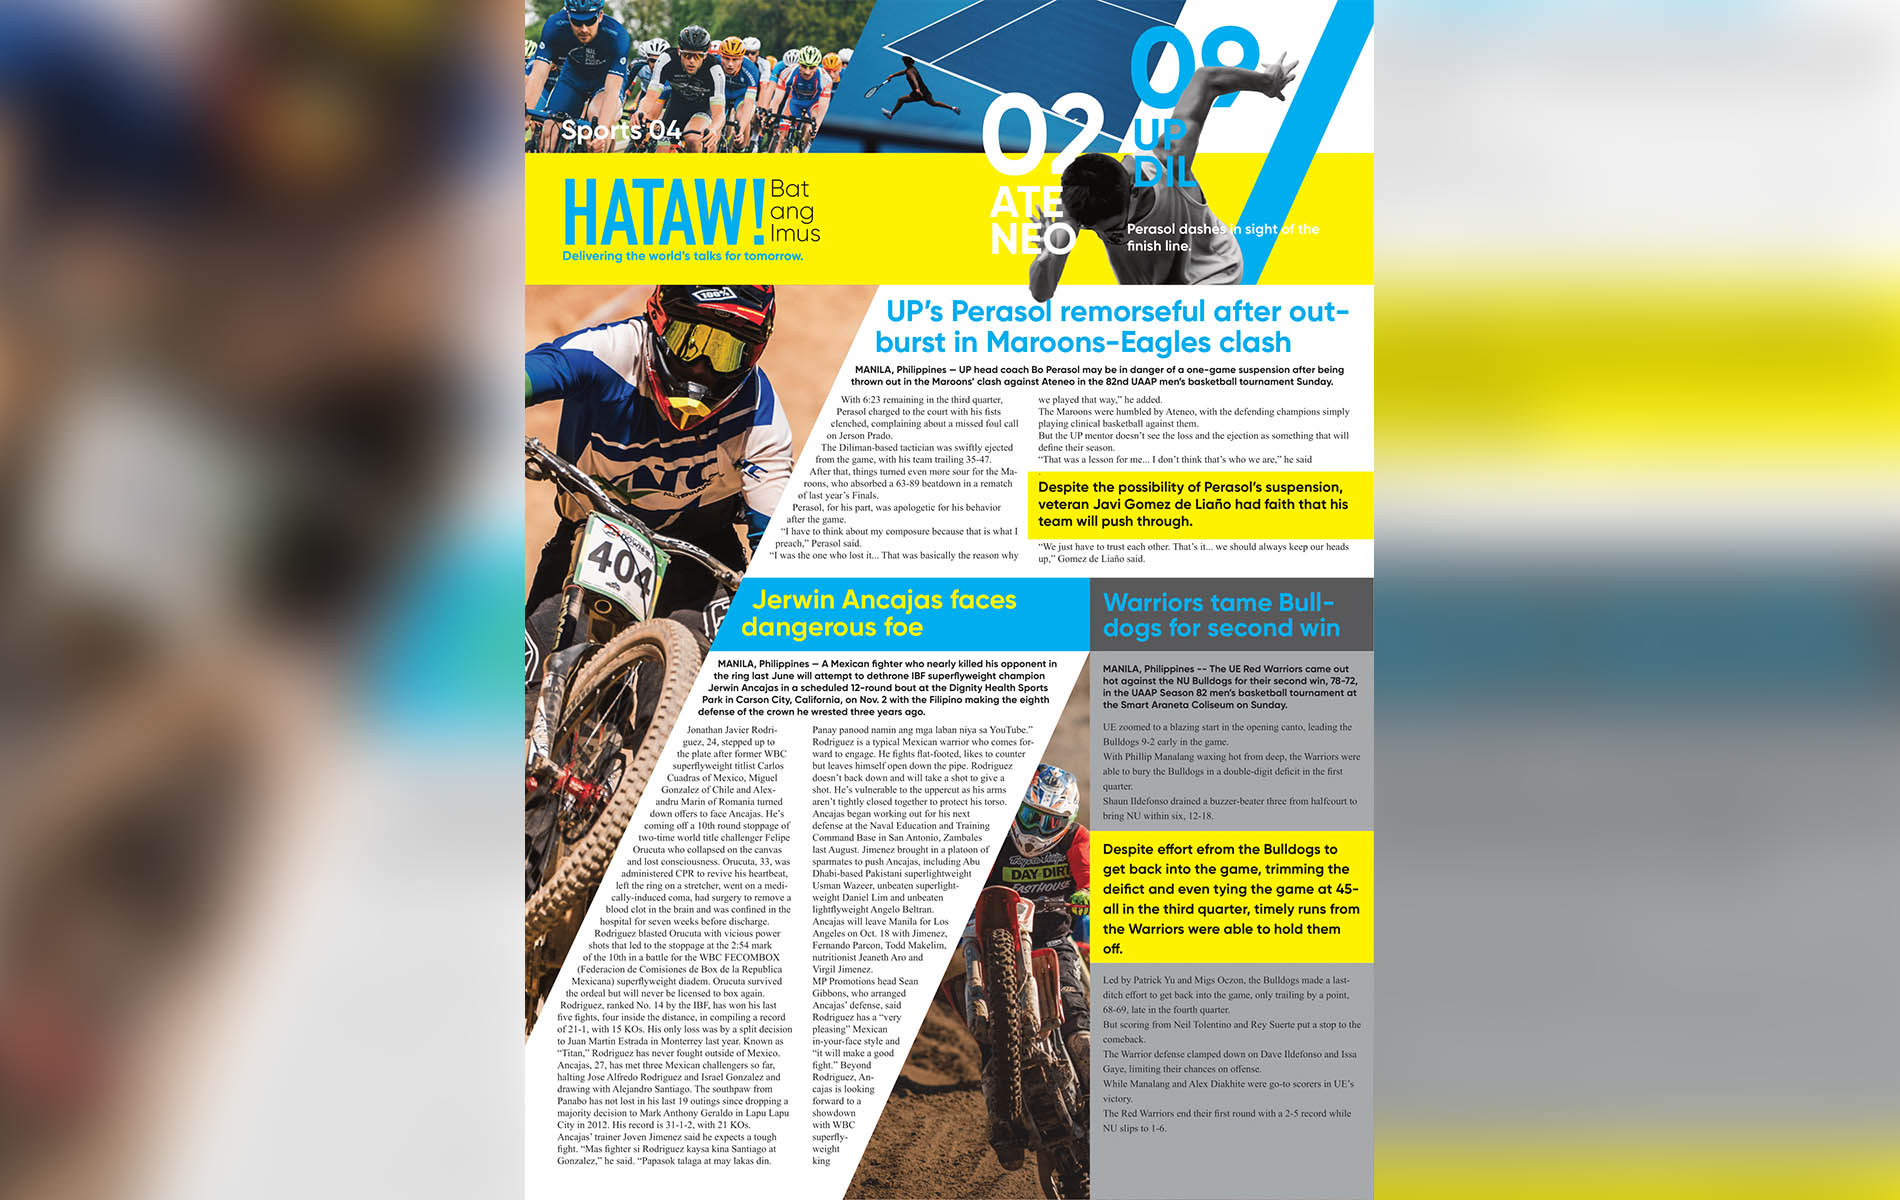 Sports 04
HATAW!
Bat
ang
Imus
Delivering the world's talks for tomorrow.
02
ATE
NEO
09
UP
DIL
Perasol dashes in sight of the
finish line.
UP's Perasol remorseful after out-
burst in Maroons-Eagles clash
MANILA, Philippines — UP head coach Bo Perasol may be in danger of a one-game suspension after being
thrown out in the Maroons' clash against Ateneo in the 82nd UAAP men's basketball tournament Sunday.
With 6:23 remaining in the third quarter,
Perasol charged to the court with his fists
clenched, complaining about a missed foul call
on Jerson Prado.
The Diliman-based tactician was swiftly ejected
from the game, with his team trailing 35-47.
After that, things turned even more sour for the Ma-
roons, who absorbed a 63-89 beatdown in a rematch
of last year's Finals.
Perasol, for his part, was apologetic for his behavior
after the game.
"I have to think about my composure because that is what I
preach," Perasol said.
"I was the one who lost it... That was basically the reason why
we played that way," he added.
The Maroons were humbled by Ateneo, with the defending champions simply
playing clinical basketball against them.
But the UP mentor doesn't see the loss and the ejection as something that will
define their season.
"That was a lesson for me... I don't think that's who we are," he said
.
Despite the possibility of Perasol's suspension,
veteran Javi Gomez de Liaño had faith that his
team will push through.
"We just have to trust each other. That's it... we should always keep our heads
up," Gomez de Liaño said.
100%
404
Jerwin Ancajas faces
dangerous foe
MANILA, Philippines — A Mexican fighter who nearly killed his opponent in
the ring last June will attempt to dethrone IBF superflyweight champion
Jerwin Ancajas in a scheduled 12-round bout at the Dignity Health Sports
Park in Carson City, California, on Nov. 2 with the Filipino making the eighth
defense of the crown he wrested three years ago.
Jonathan Javier Rodri-
guez, 24, stepped up to
the plate after former WBC
superflyweight titlist Carlos
Cuadras of Mexico, Miguel
Gonzalez of Chile and Alex-
andru Marin of Romania turned
down offers to face Ancajas. He's
coming off a 10th round stoppage of
two-time world title challenger Felipe
Orucuta who collapsed on the canvas
and lost consciousness. Orucuta, 33, was
administered CPR to revive his heartbeat,
left the ring on a stretcher, went on a medi-
cally-induced coma, had surgery to remove a
blood clot in the brain and was confined in the
hospital for seven weeks before discharge.
Rodriguez blasted Orucuta with vicious power
shots that led to the stoppage at the 2:54 mark
of the 10th in a battle for the WBC FECOMBOX
(Federacion de Comisiones de Box de la Republica
Mexicana) superflyweight diadem. Orucuta survived
the ordeal but will never be licensed to box again.
Rodriguez, ranked No. 14 by the IBF, has won his last
five fights, four inside the distance, in compiling a record
of 21-1, with 15 KOs. His only loss was by a split decision
to Juan Martin Estrada in Monterrey last year. Known as
"Titan," Rodriguez has never fought outside of Mexico.
Ancajas, 27, has met three Mexican challengers so far,
halting Jose Alfredo Rodriguez and Israel Gonzalez and
drawing with Alejandro Santiago. The southpaw from
Panabo has not lost in his last 19 outings since dropping a
majority decision to Mark Anthony Geraldo in Lapu Lapu
City in 2012. His record is 31-1-2, with 21 KOs.
Ancajas' trainer Joven Jimenez said he expects a tough
fight. "Mas fighter si Rodriguez kaysa kina Santiago at
Gonzalez," he said. "Papasok talaga at may lakas din.
Panay panood namin ang mga laban niya sa YouTube."
Rodriguez is a typical Mexican warrior who comes for-
ward to engage. He fights flat-footed, likes to counter
but leaves himself open down the pipe. Rodriguez
doesn't back down and will take a shot to give a
shot. He's vulnerable to the uppercut as his arms
aren't tightly closed together to protect his torso.
Ancajas began working out for his next
defense at the Naval Education and Training
Command Base in San Antonio, Zambales
last August. Jimenez brought in a platoon of
sparmates to push Ancajas, including Abu
Dhabi-based Pakistani superlightweight
Usman Wazeer, unbeaten superlight-
weight Daniel Lim and unbeaten
lightflyweight Angelo Beltran.
Ancajas will leave Manila for Los
Angeles on Oct. 18 with Jimenez,
Fernando Parcon, Todd Makelim,
nutritionist Jeaneth Aro and
Virgil Jimenez.
MP Promotions head Sean
Gibbons, who arranged
Ancajas' defense, said
Rodriguez has a "very
pleasing" Mexican
in-your-face style and
"it will make a good
fight." Beyond
Rodriguez, An-
cajas is looking
forward to a
showdown
with WBC
superfly-
weight
king
Troy Lee Designs
DAY DIRT
EASTHOUSE
Warriors tame Bull-
dogs for second win
MANILA, Philippines -- The UE Red Warriors came out
hot against the NU Bulldogs for their second win, 78-72,
in the UAAP Season 82 men's basketball tournament at
the Smart Araneta Coliseum on Sunday.
UE zoomed to a blazing start in the opening canto, leading the
Bulldogs 9-2 early in the game.
With Phillip Manalang waxing hot from deep, the Warriors were
able to bury the Bulldogs in a double-digit deficit in the first
quarter.
Shaun Ildefonso drained a buzzer-beater three from halfcourt to
bring NU within six, 12-18.
Despite effort efrom the Bulldogs to
get back into the game, trimming the
deifict and even tying the game at 45-
all in the third quarter, timely runs from
the Warriors were able to hold them
off.
Led by Patrick Yu and Migs Oczon, the Bulldogs made a last-
ditch effort to get back into the game, only trailing by a point,
68-69, late in the fourth quarter.
But scoring from Neil Tolentino and Rey Suerte put a stop to the
comeback.
The Warrior defense clamped down on Dave Ildefonso and Issa
Gaye, limiting their chances on offense.
While Manalang and Alex Diakhite were go-to scorers in UE's
victory.
The Red Warriors end their first round with a 2-5 record while
NU slips to 1-6.